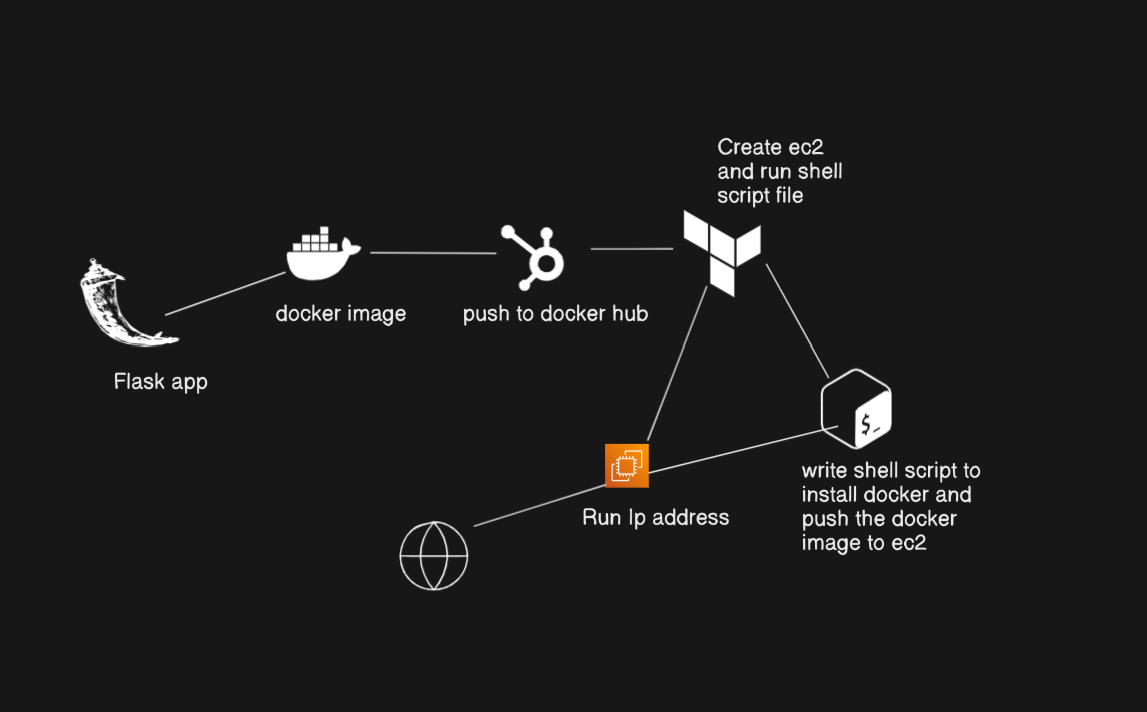 Create ec2
and run shell
script file
docker image
push to docker hub
Flask app
$_
write shell script to
install docker and
push the docker
image to ec2
Run Ip address